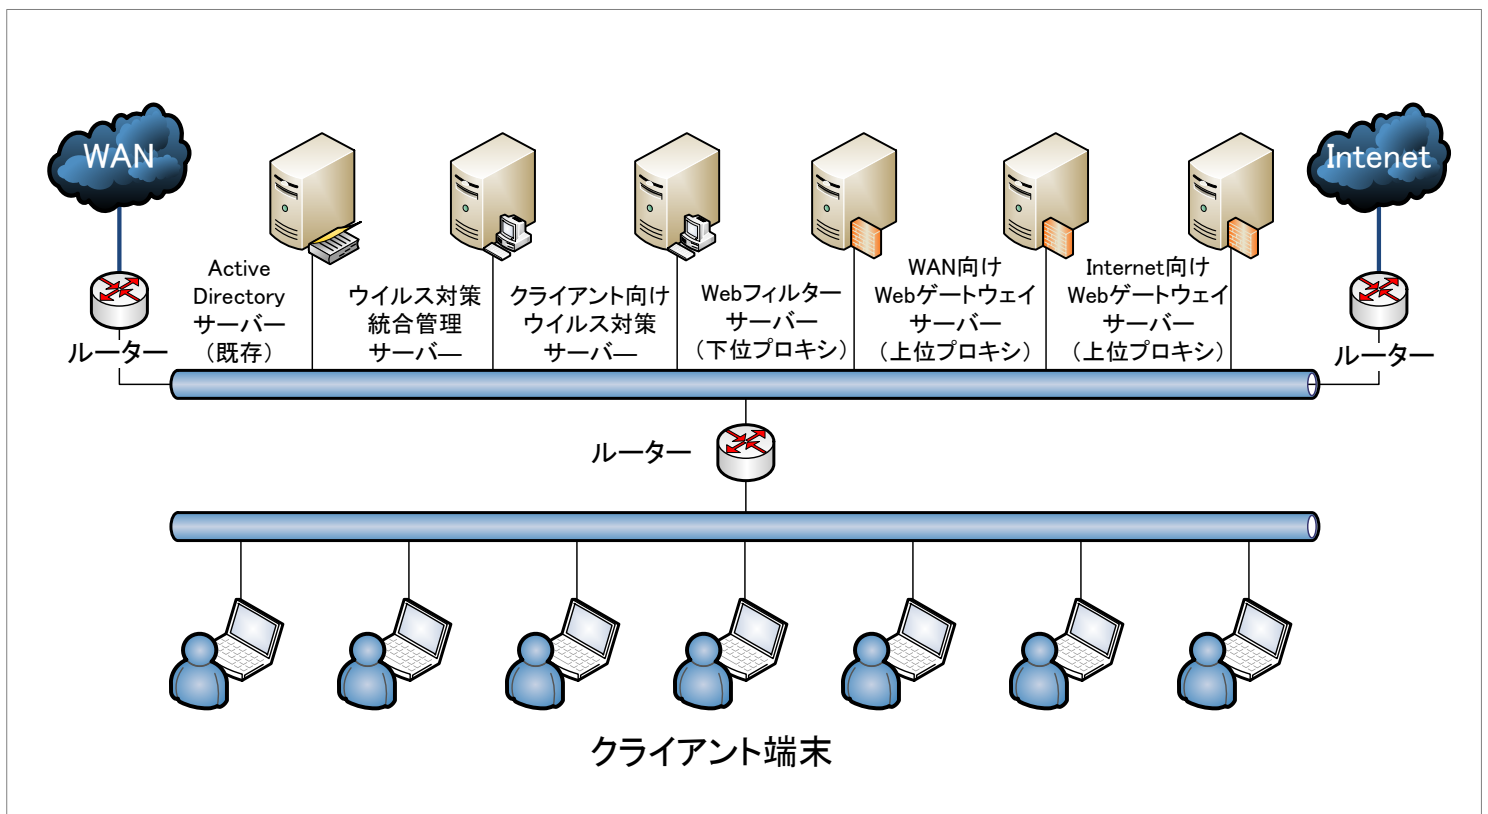 WAN
Intenet
Active
Directory
サーバー
（既存）
ウイルス対策
統合管理
サーバ―
クライアント向け
ウイルス対策
サーバ―
Webフィルター
サーバー
（下位プロキシ）
WAN向け
Webゲートウェイ
サーバー
（上位プロキシ）
Internet向け
Webゲートウェイ
サーバー
（上位プロキシ）
ルーター
ルーター
ルーター
クライアント端末